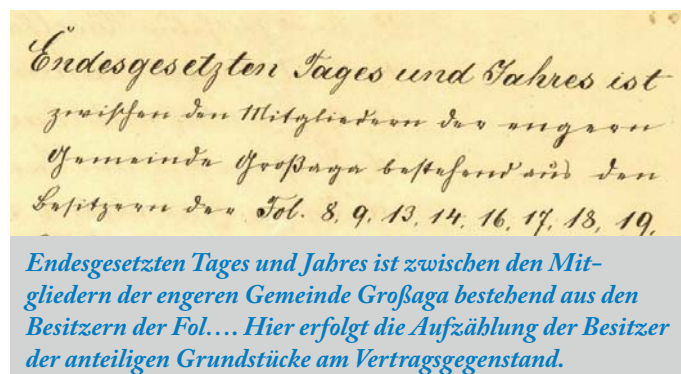 Endesgesetzten Tages und Jahres ist
zwischen den Mitgliedern der engern
Gemeinde Großaga bestehend aus den
Besitzern der Fol. 8, 9, 13, 14, 16, 17, 18, 19,
Endesgesetzten Tages und Jahres ist zwischen den Mit-
gliedern der engeren Gemeinde Großaga bestehend aus den
Besitzern der Fol…. Hier erfolgt die Aufzählung der Besitzer
der anteiligen Grundstücke am Vertragsgegenstand.